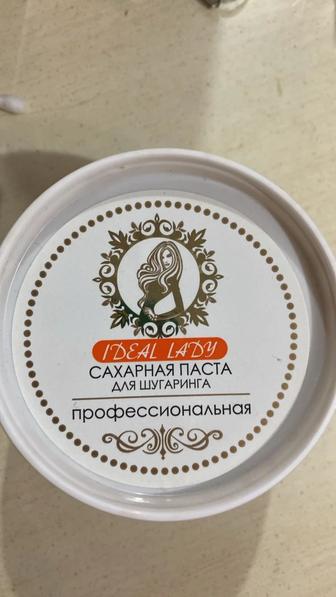 IDEAL LADY
САХАРНАЯ ПАСТА
ДЛЯ ШУГАРИНГА
профессиональная